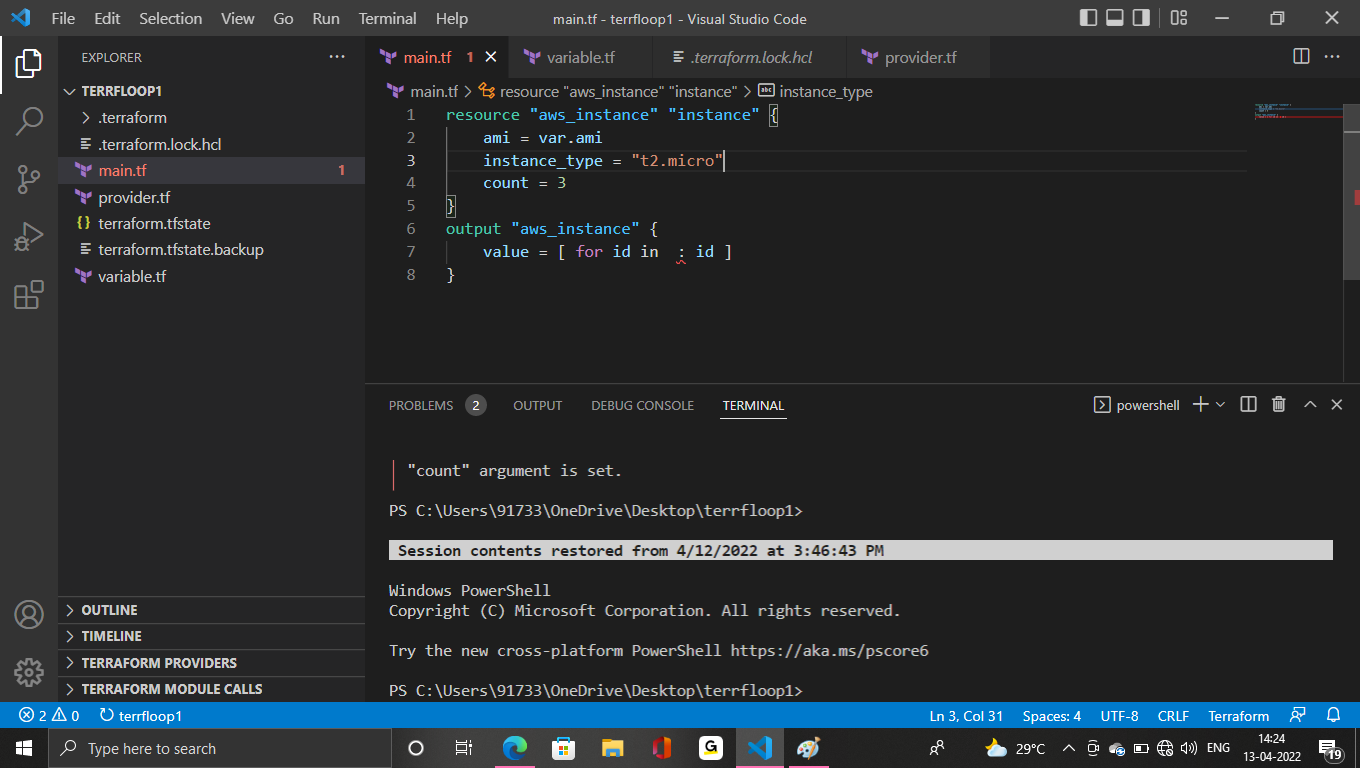 File Edit Selection View Go Run Terminal Help main.tf - terrfloop1 - Visual Studio Code
EXPLORER
TERRFLOOP1
.terraform
.terraform.lock.hcl
main.tf 1
provider.tf
terraform.tfstate
terraform.tfstate.backup
variable.tf
OUTLINE
TIMELINE
TERRAFORM PROVIDERS
TERRAFORM MODULE CALLS
main.tf 1 variable.tf .terraform.lock.hcl provider.tf
main.tf > resource "aws_instance" "instance" > instance_type
1 resource "aws_instance" "instance" {
2 ami = var.ami
3 instance_type = "t2.micro"
4 count = 3
5 }
6 output "aws_instance" {
7 value = [ for id in  : id ]
8 }
PROBLEMS 2 OUTPUT DEBUG CONSOLE TERMINAL powershell
"count" argument is set.
PS C:\Users\91733\OneDrive\Desktop\terrfloop1>
Session contents restored from 4/12/2022 at 3:46:43 PM
Windows PowerShell
Copyright (C) Microsoft Corporation. All rights reserved.
Try the new cross-platform PowerShell https://aka.ms/pscore6
PS C:\Users\91733\OneDrive\Desktop\terrfloop1>
2 0 terrfloop1 Ln 3, Col 31 Spaces: 4 UTF-8 CRLF Terraform
Type here to search 29°C ENG 14:24
13-04-2022 19